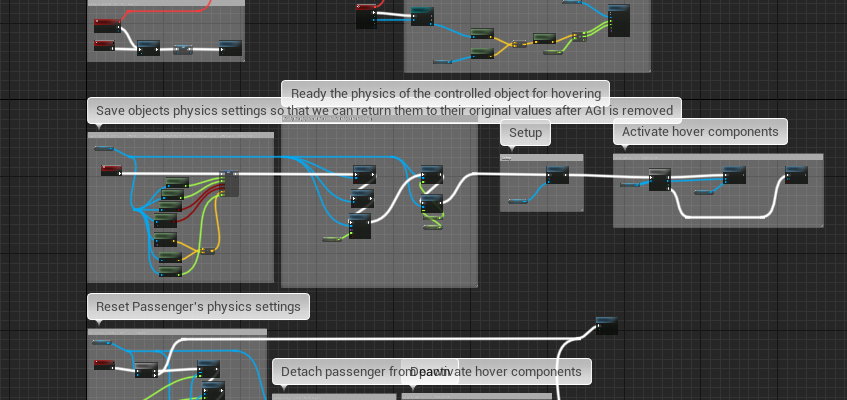 Ready the physics of the controlled object for hovering
Save objects physics settings so that we can return them to their original values after AGI is removed
Setup
Activate hover components
Reset Passenger's physics settings
Detach passenger from pawn
Deactivate hover components